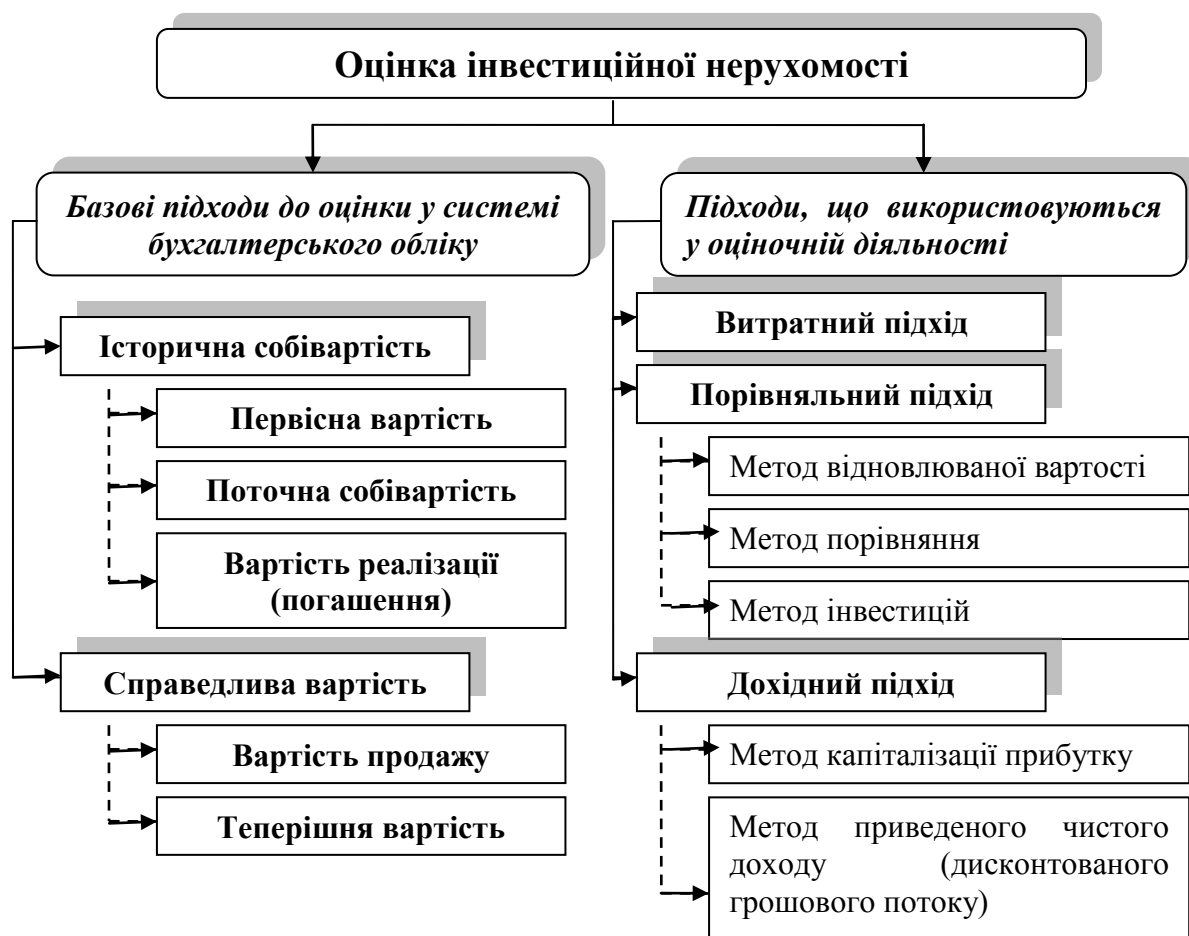 Оцінка інвестиційної нерухомості
Базові підходи до оцінки у системі
бухгалтерського обліку
Історична собівартість
Первісна вартість
Поточна собівартість
Вартість реалізації
(погашення)
Справедлива вартість
Вартість продажу
Теперішня вартість
Підходи, що використовуються
у оціночній діяльності
Витратний підхід
Порівняльний підхід
Метод відновлюваної вартості
Метод порівняння
Метод інвестицій
Дохідний підхід
Метод капіталізації прибутку
Метод приведеного чистого
доходу (дисконтованого
грошового потоку)